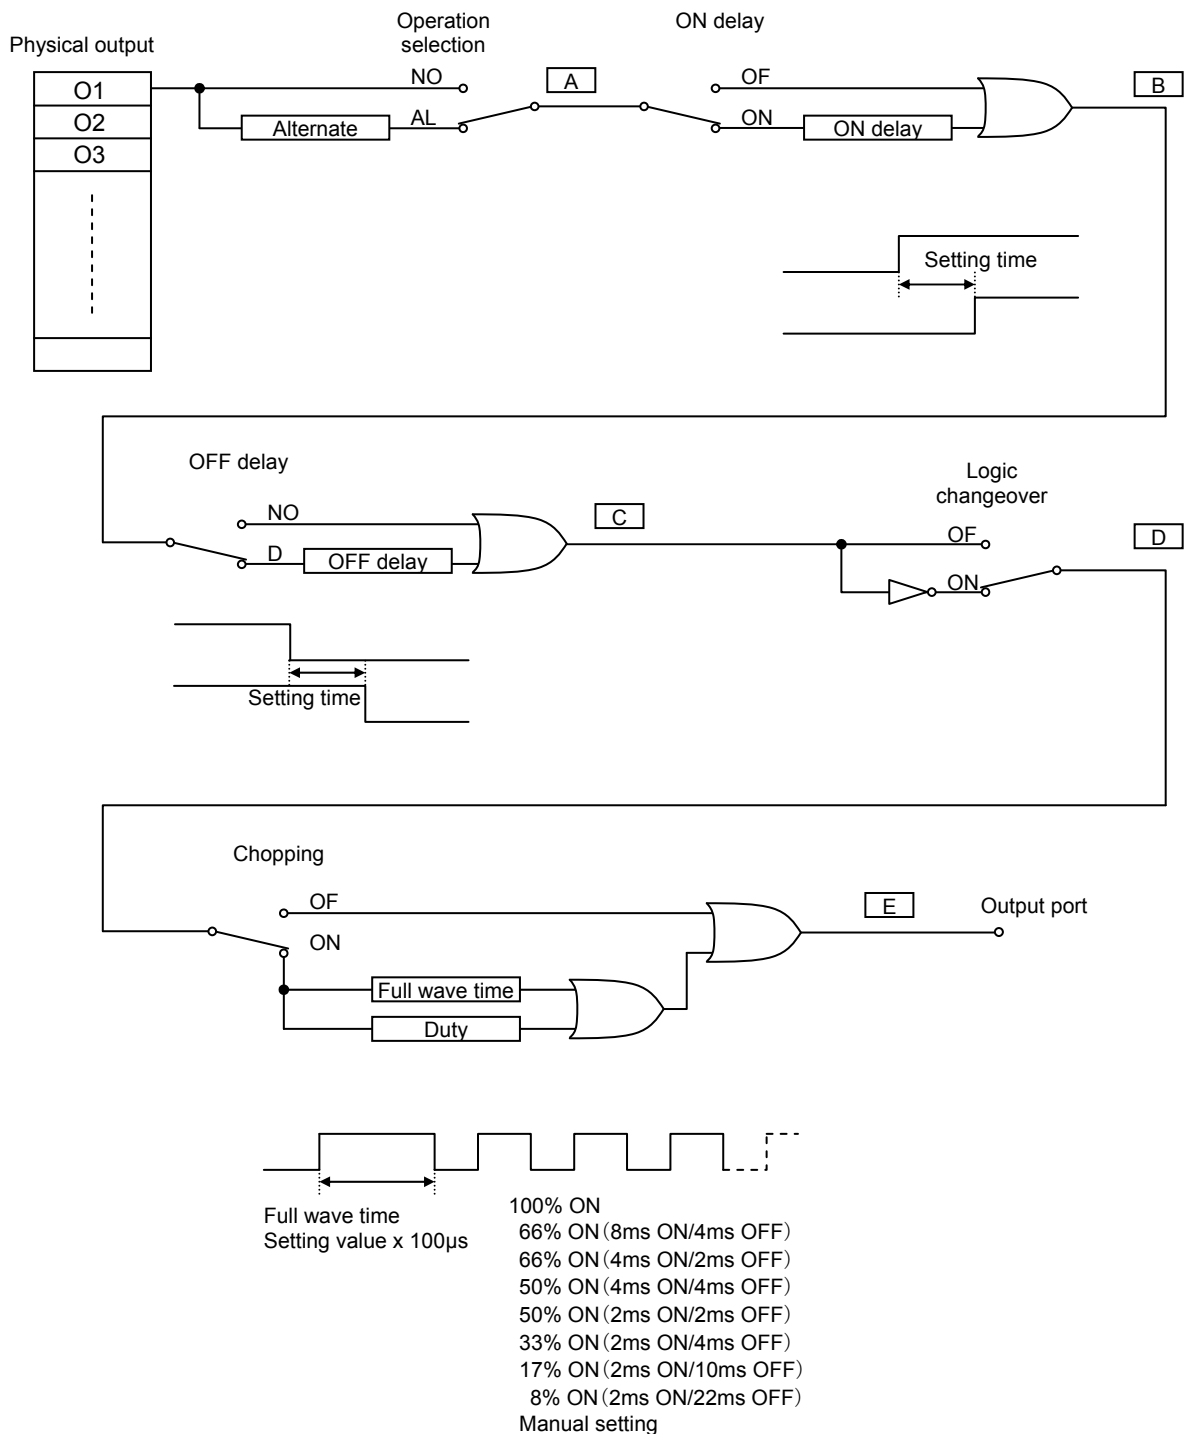 Operation
selection
ON delay
Physical output
O1
O2
O3
NO
AL
Alternate
A
OF
ON
ON delay
B
Setting time
OFF delay
NO
D
OFF delay
C
Logic
changeover
OF
ON
D
Setting time
Chopping
OF
ON
Full wave time
Duty
E
Output port
Full wave time
Setting value x 100µs
100% ON
66% ON（8ms ON/4ms OFF）
66% ON（4ms ON/2ms OFF）
50% ON（4ms ON/4ms OFF）
50% ON（2ms ON/2ms OFF）
33% ON（2ms ON/4ms OFF）
17% ON（2ms ON/10ms OFF）
8% ON（2ms ON/22ms OFF）
Manual setting